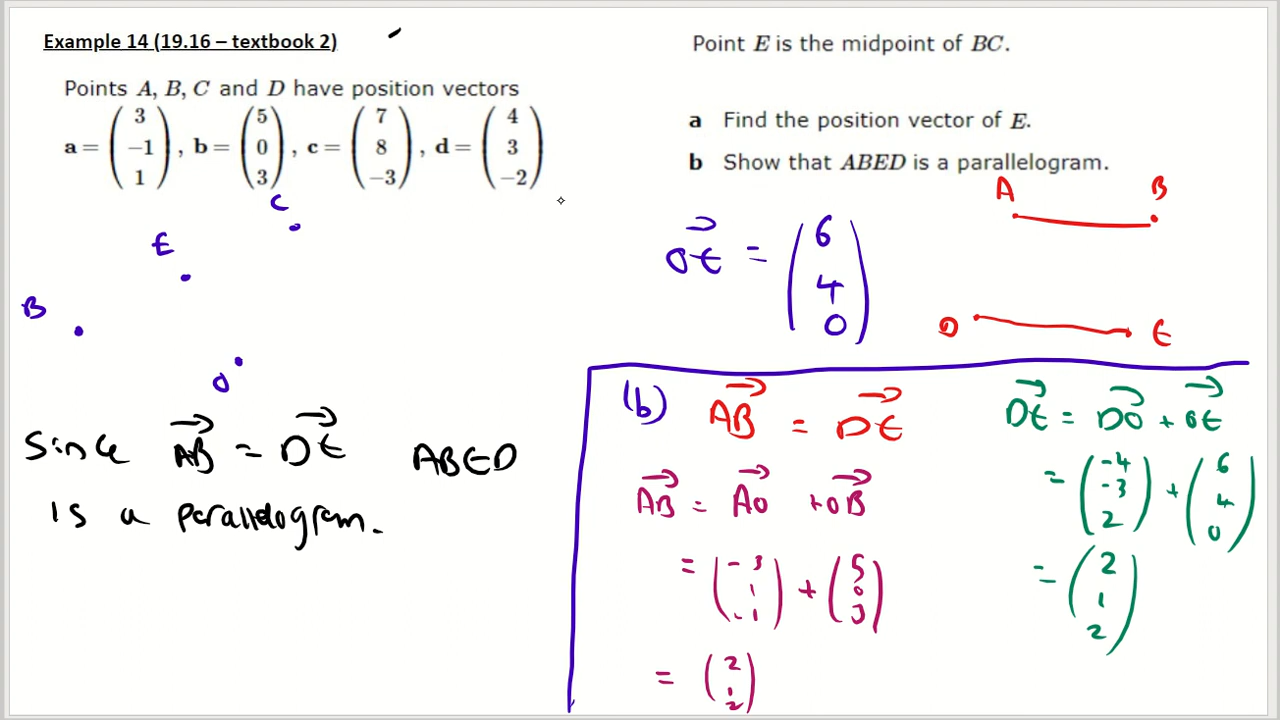 Example 14 (19.16 – textbook 2)
Points A, B, C and D have position vectors
a = (3 −1 1), b = (5 0 3), c = (7 8 −3), d = (4 3 −2)
C
E
B
O
Since AB = DE ABED
is a parallelogram.
Point E is the midpoint of BC.
a Find the position vector of E.
b Show that ABED is a parallelogram.
A B
OE = (6 4 0)
D E
(b) AB = DE
AB = AO + OB
= (-3 1 -1) + (5 0 3)
= (2 1 2)
DE = DO + OE
= (-4 -3 2) + (6 4 0)
= (2 1 2)